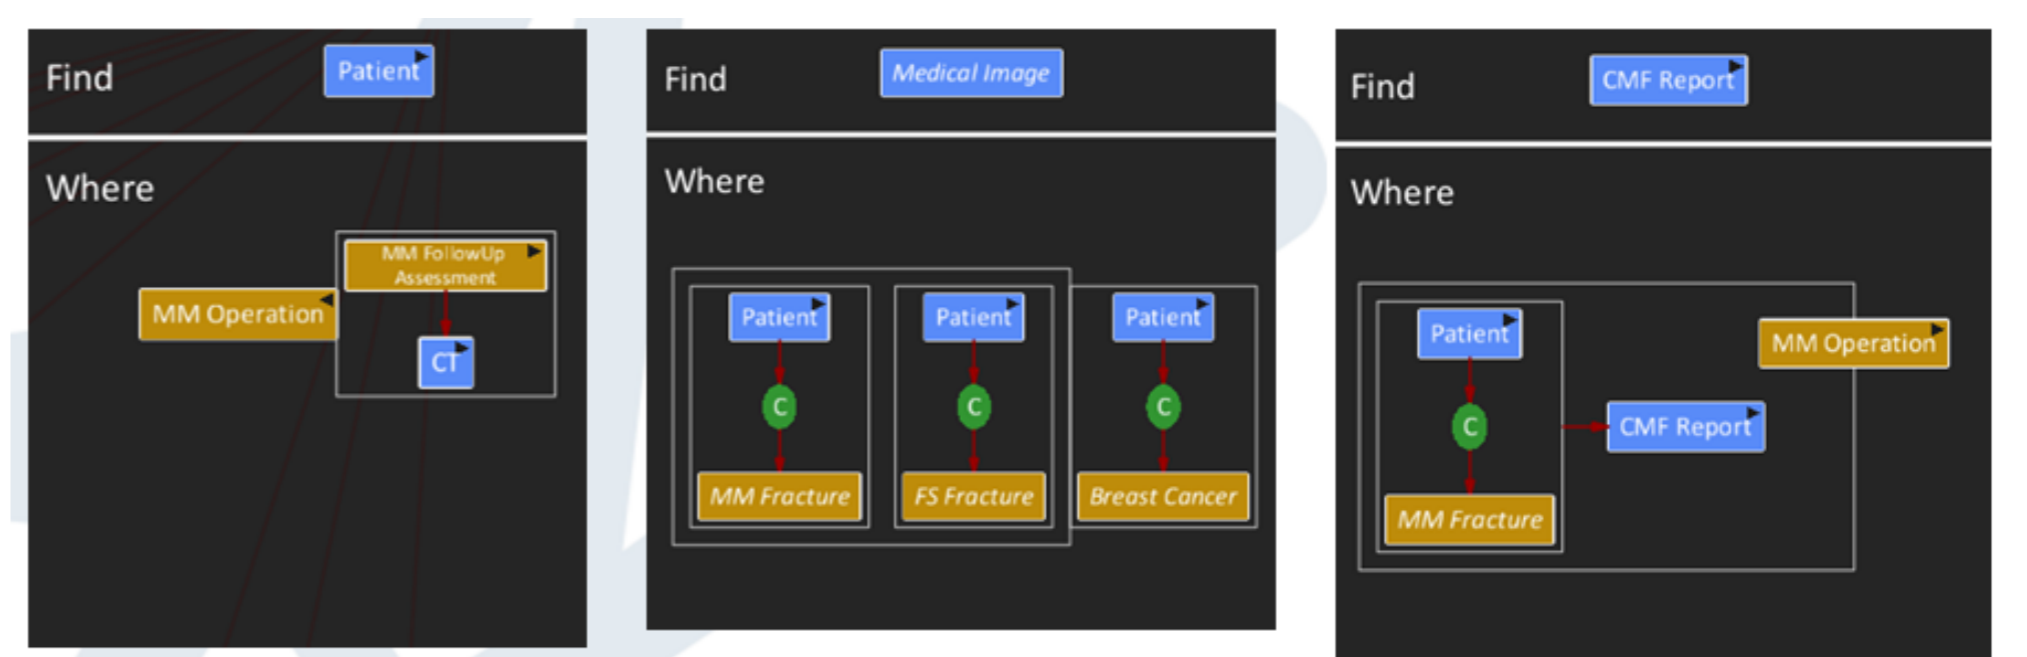 Find
Patient
Where
MM FollowUp
Assessment
MM Operation
CT
Find
Medical Image
Where
Patient
Patient
Patient
C
C
C
MM Fracture
FS Fracture
Breast Cancer
Find
CMF Report
Where
Patient
MM Operation
C
CMF Report
MM Fracture